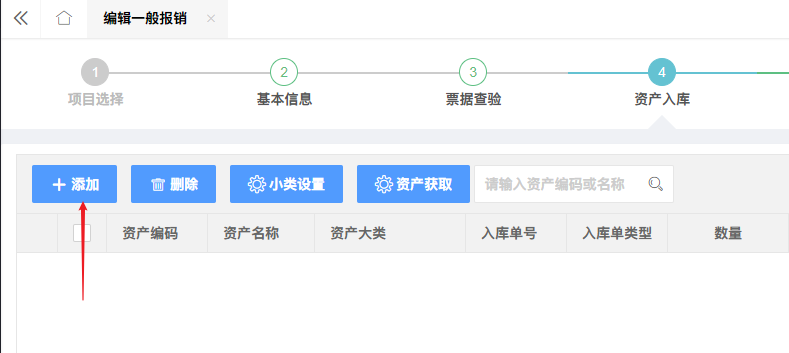 编辑一般报销 ×
1 2 3 4
项目选择 基本信息 票据查验 资产入库
添加 删除 小类设置 资产获取 请输入资产编码或名称
资产编码 资产名称 资产大类 入库单号 入库单类型 数量